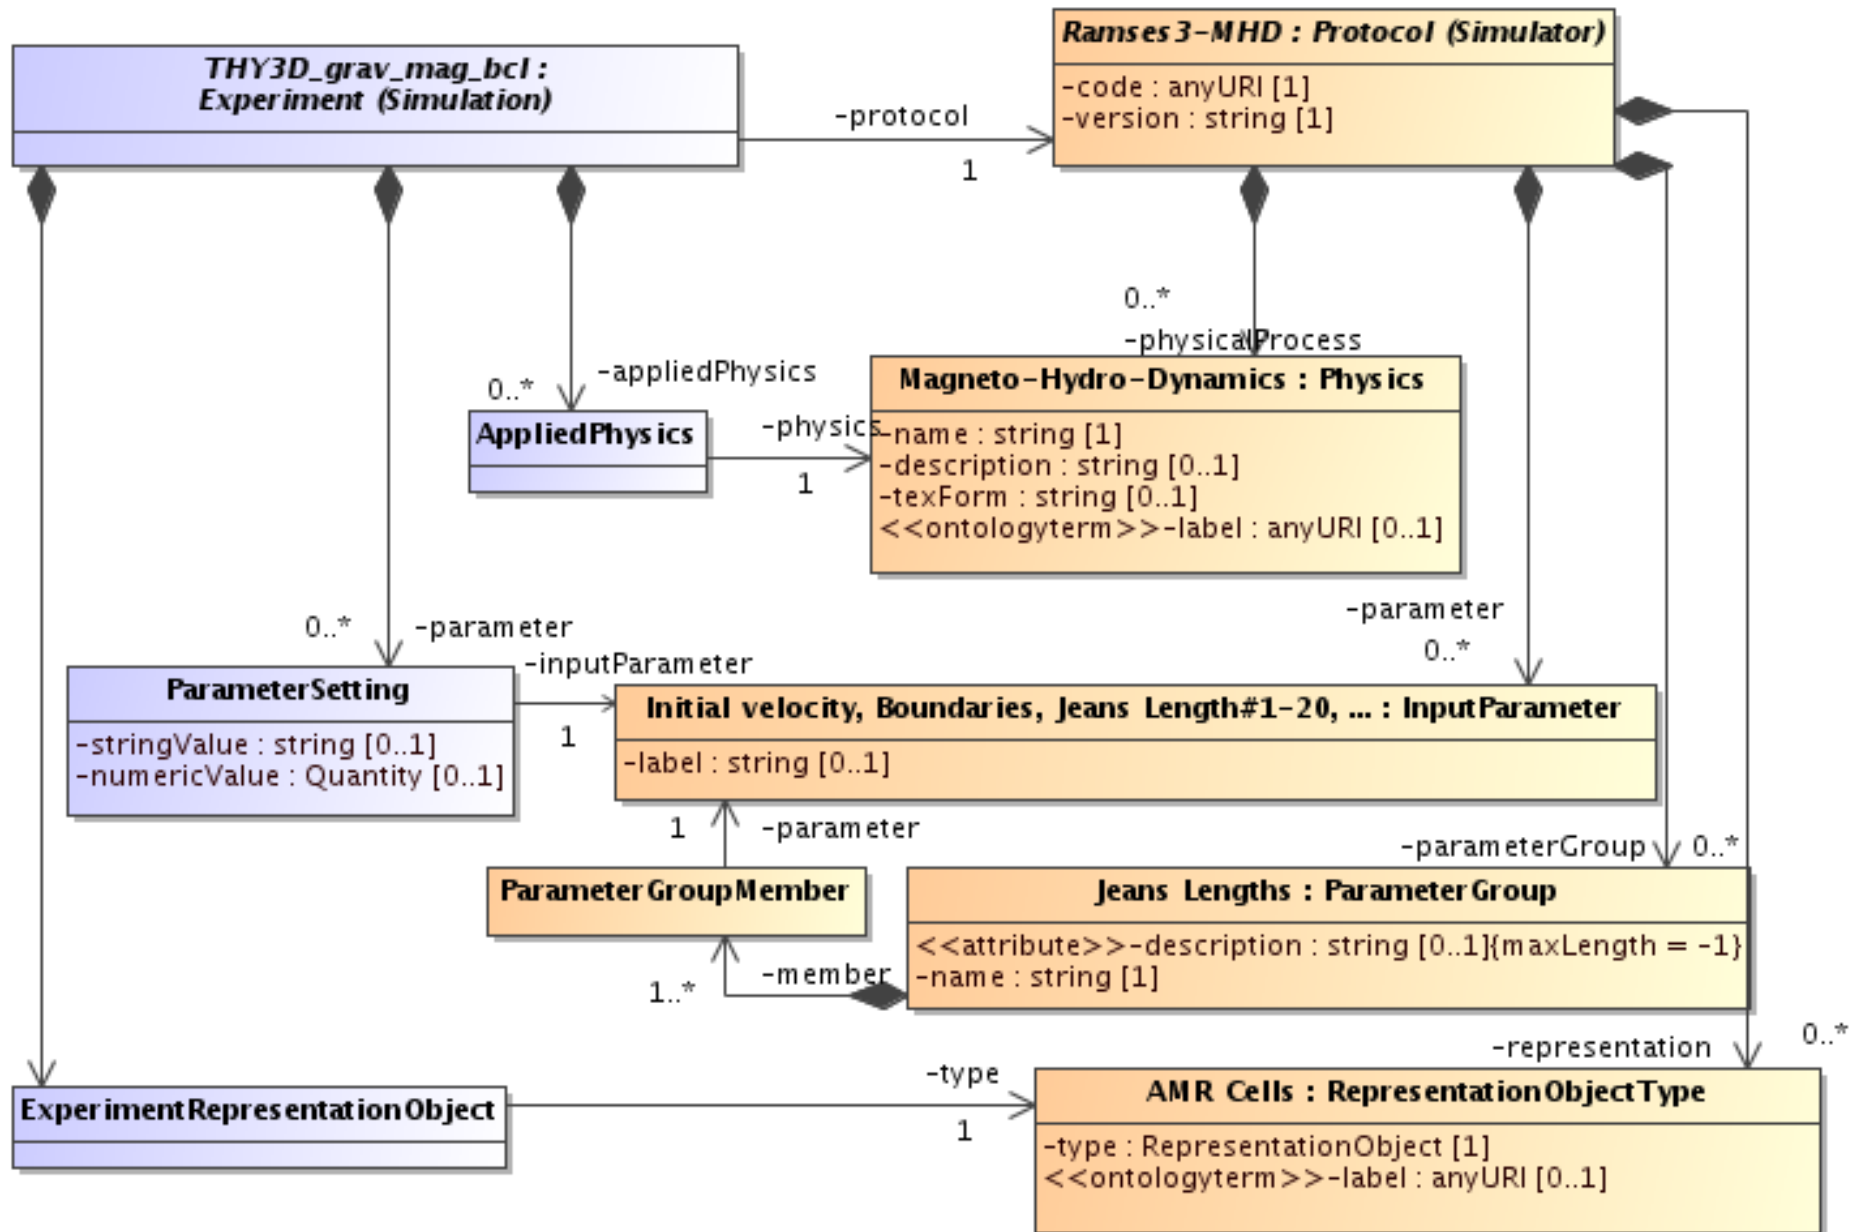 THY3D_grav_mag_bcl :
Experiment (Simulation)
Ramses3-MHD : Protocol (Simulator)
-code : anyURI [1]
-version : string [1]
-protocol
1
0..*
-physicalProcess
0..*
-appliedPhysics
AppliedPhysics
-physics
1
Magneto-Hydro-Dynamics : Physics
-name : string [1]
-description : string [0..1]
-texForm : string [0..1]
<<ontologyterm>>-label : anyURI [0..1]
0..*
-parameter
-parameter
0..*
ParameterSetting
-stringValue : string [0..1]
-numericValue : Quantity [0..1]
-inputParameter
1
Initial velocity, Boundaries, Jeans Length#1-20, ... : InputParameter
-label : string [0..1]
1
-parameter
-parameterGroup
0..*
ParameterGroupMember
Jeans Lengths : ParameterGroup
<<attribute>>-description : string [0..1]{maxLength = -1}
-name : string [1]
-member
1..*
-representation
0..*
ExperimentRepresentationObject
-type
1
AMR Cells : RepresentationObjectType
-type : RepresentationObject [1]
<<ontologyterm>>-label : anyURI [0..1]